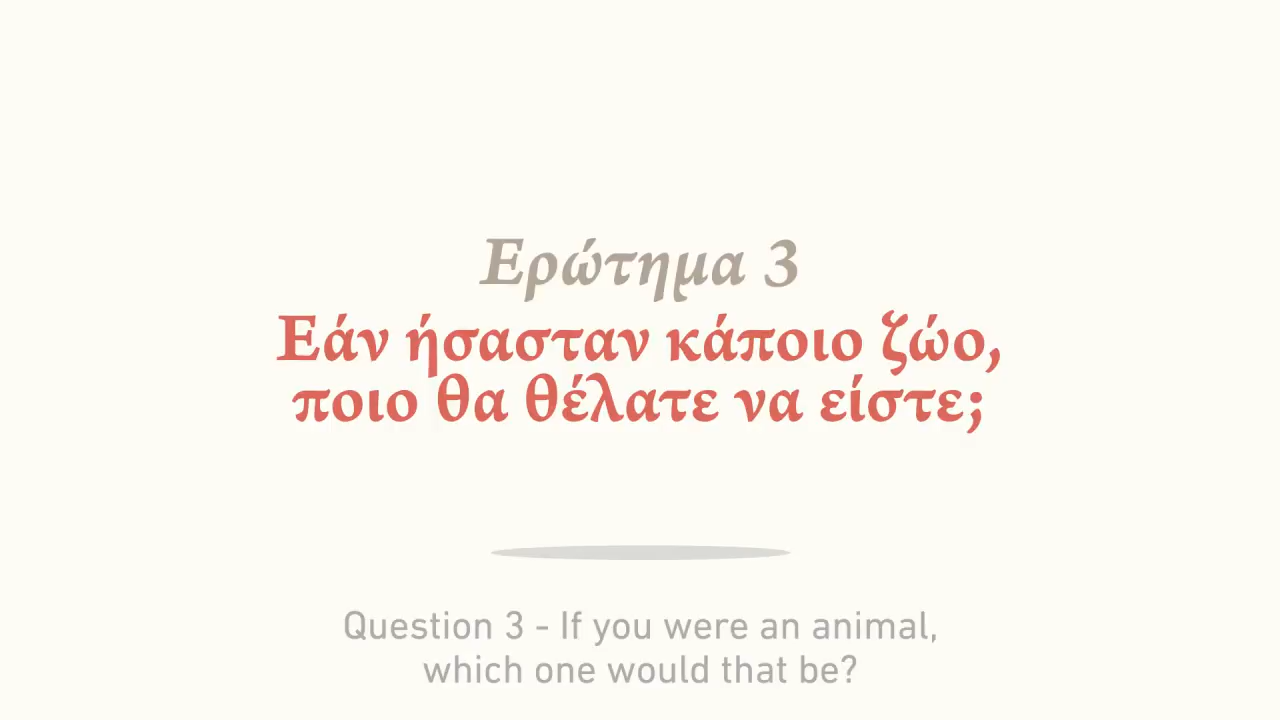 Ερώτημα 3
Εάν ήσασταν κάποιο ζώο,
ποιο θα θέλατε να είστε;
Question 3 - If you were an animal,
which one would that be?